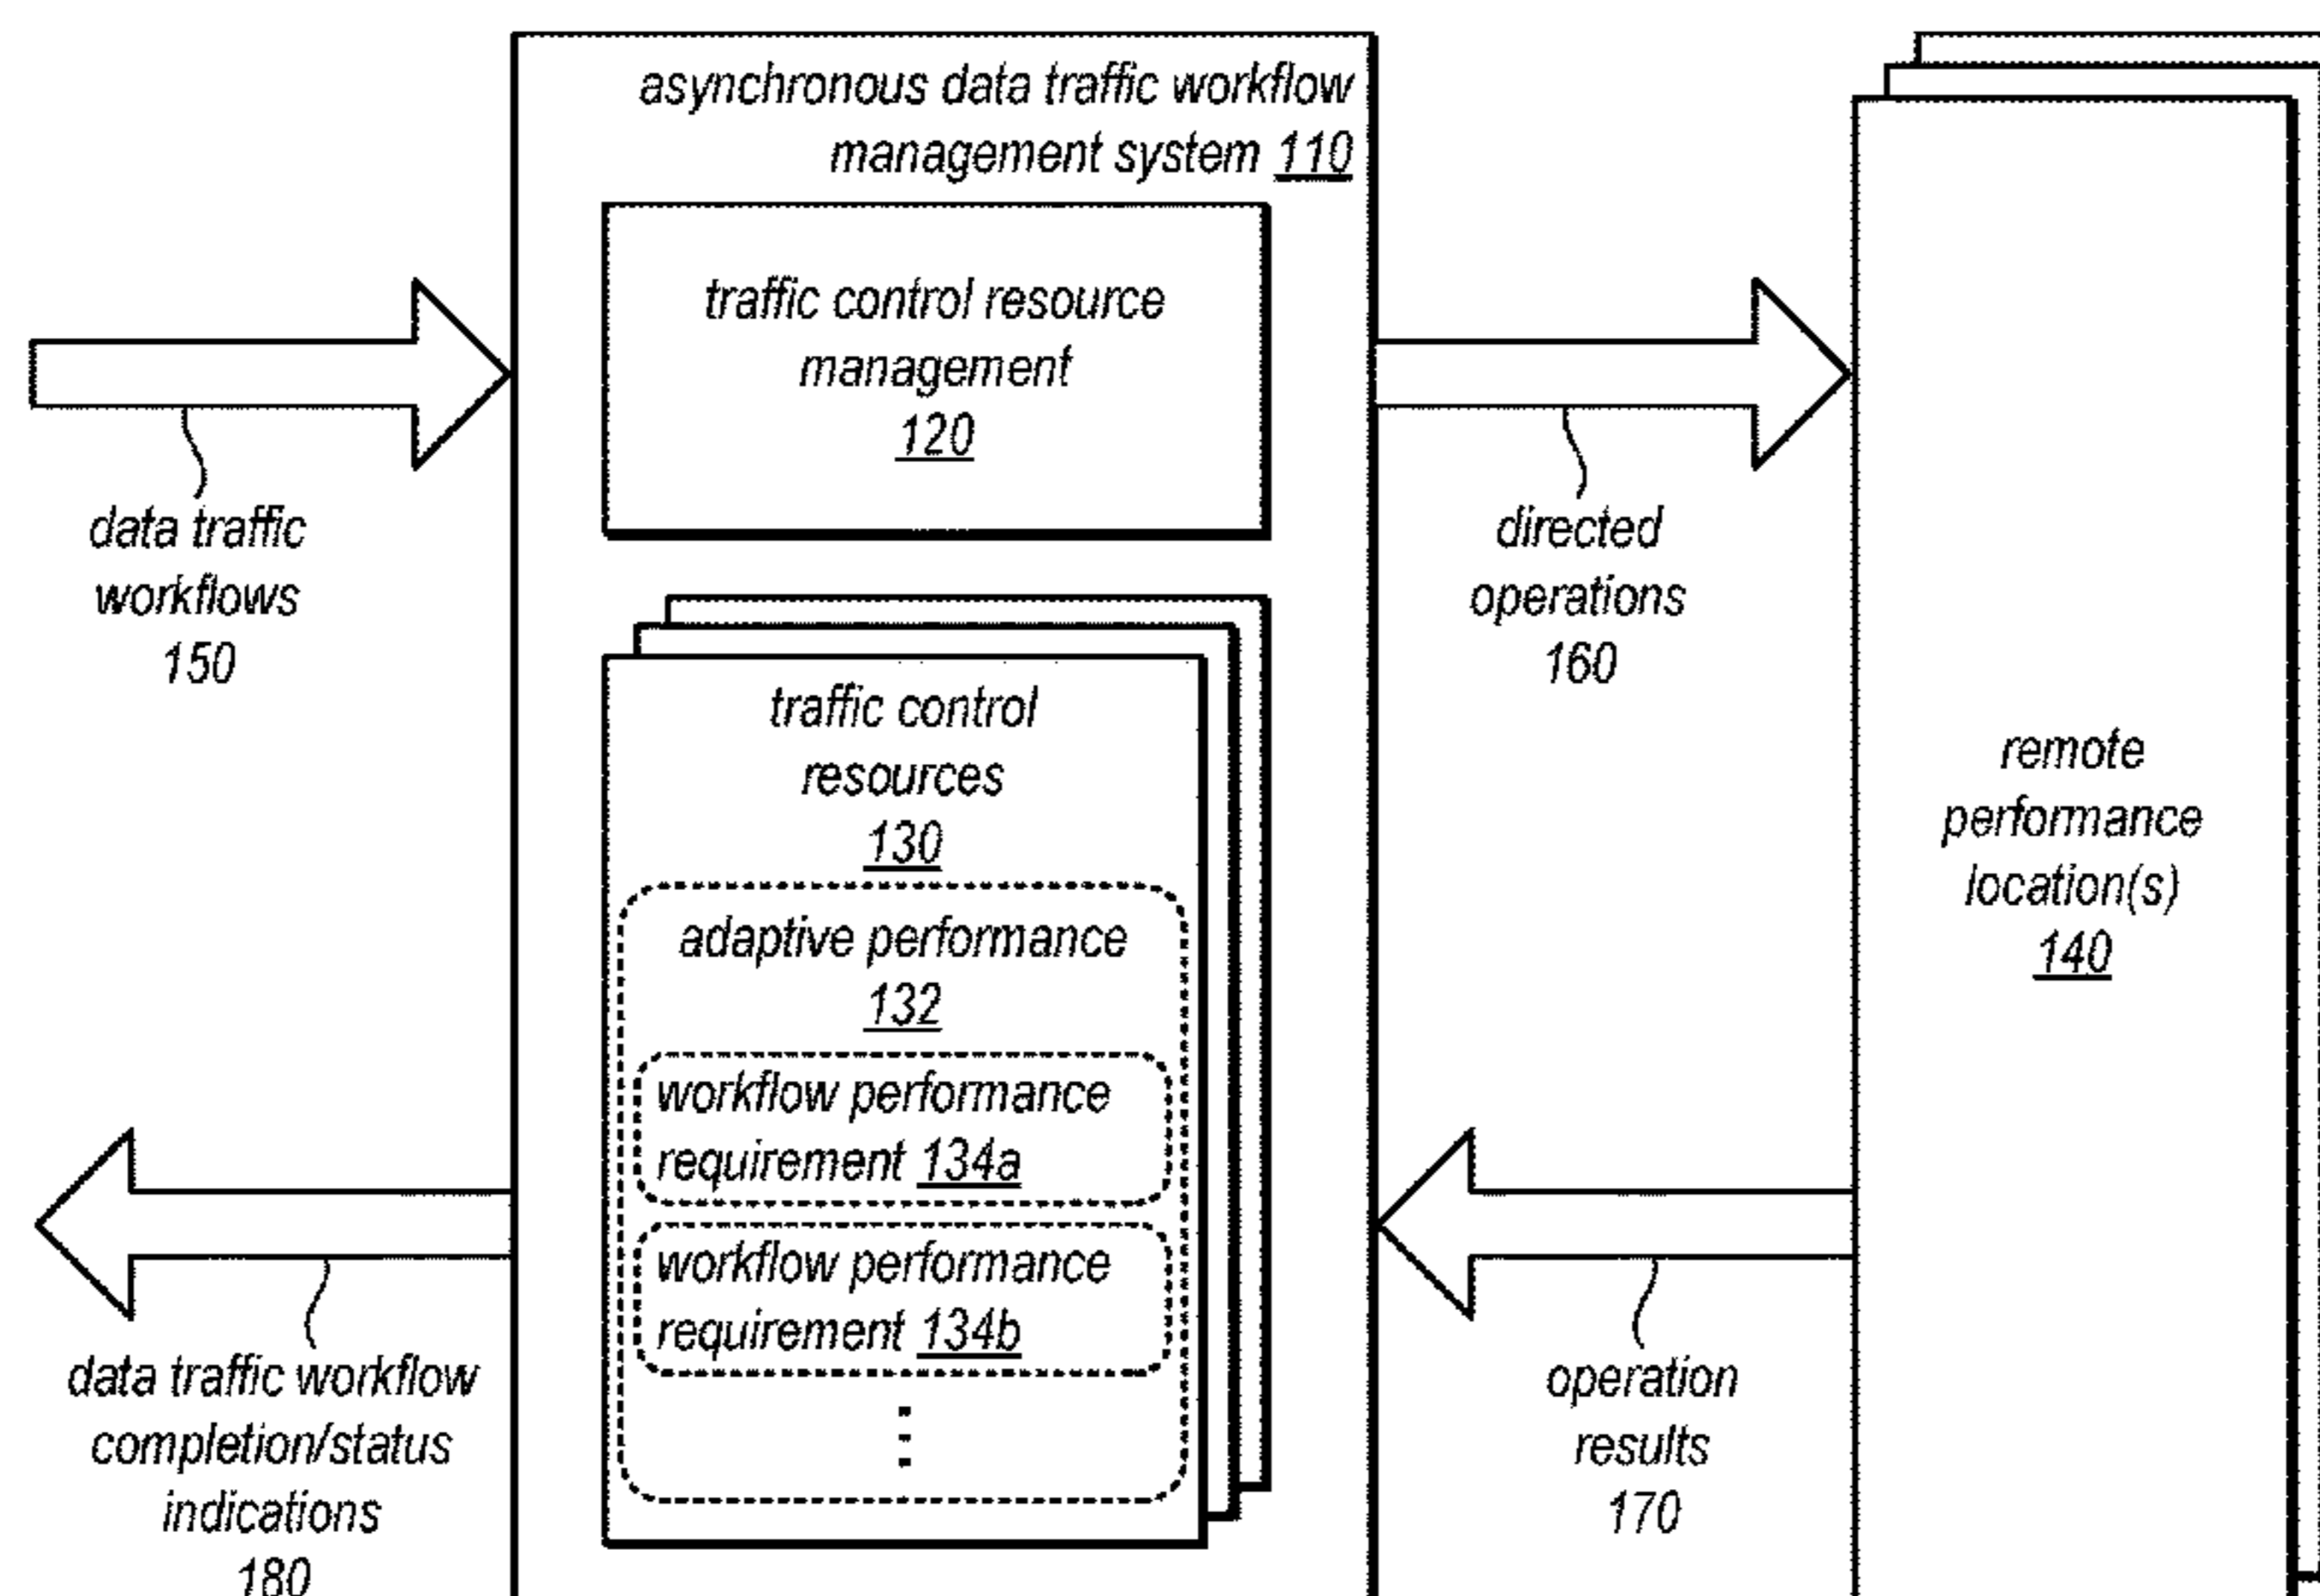 asynchronous data traffic workflow
management system 110
traffic control resource
management
120
data traffic
workflows
150
directed
operations
160
traffic control
resources
130
adaptive performance
132
workflow performance
requirement 134a
workflow performance
requirement 134b
remote
performance
location(s)
140
data traffic workflow
completion/status
indications
180
operation
results
170